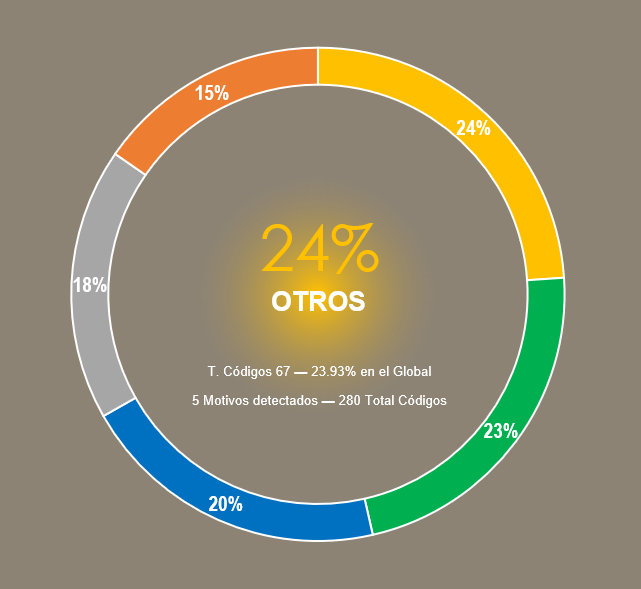 15%
24%
18%
24%
OTROS
T. Códigos 67 — 23.93% en el Global
5 Motivos detectados — 280 Total Códigos
23%
20%